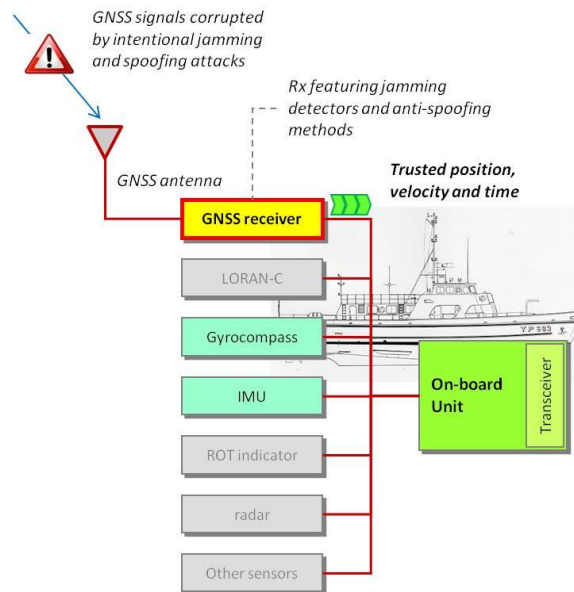 GNSS signals corrupted
by intentional jamming
and spoofing attacks
Rx featuring jamming
detectors and anti-spoofing
methods
GNSS antenna
Trusted position,
velocity and time
GNSS receiver
LORAN-C
Gyrocompass
YP 683
IMU
On-board
Unit
Transceiver
ROT indicator
radar
Other sensors